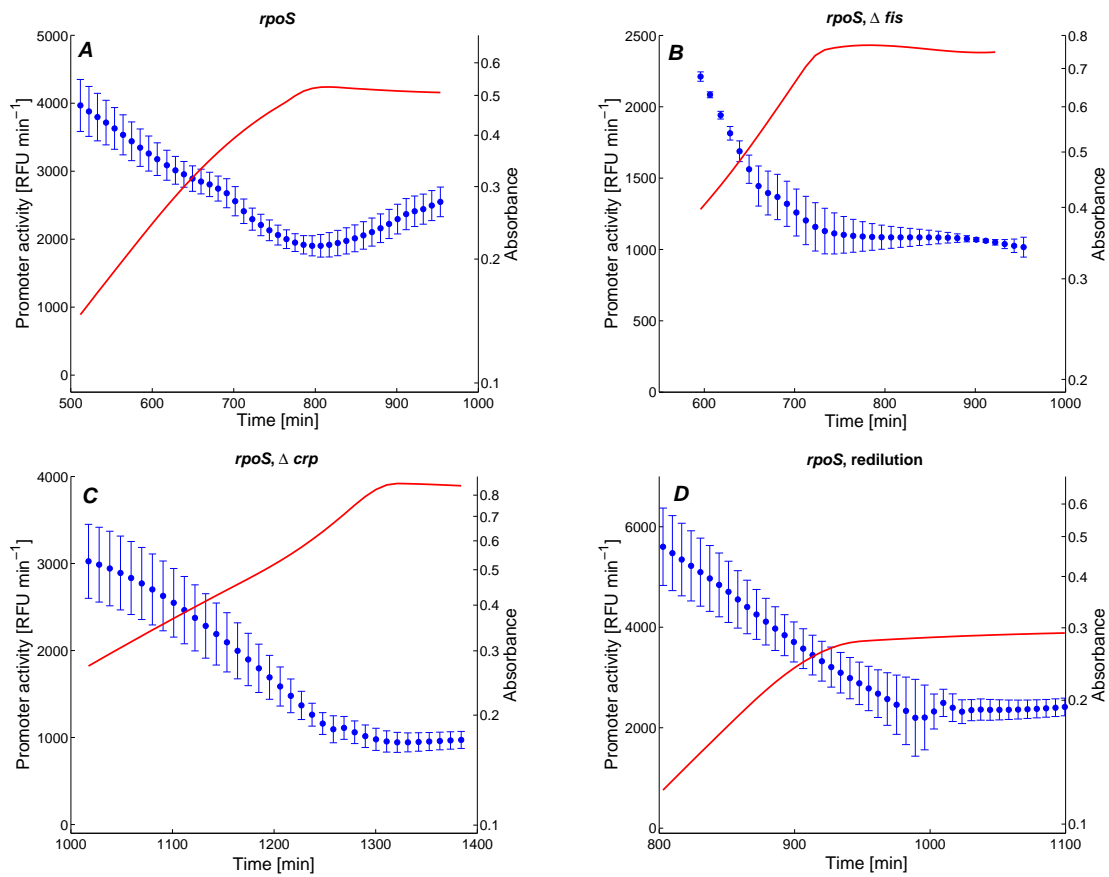 rpoS
A
5000
4000
3000
2000
1000
0
Promoter activity [RFU min−1]
0.6
0.5
0.4
0.3
0.2
0.1
Absorbance
500 600 700 800 900 1000
Time [min]
rpoS, Δ fis
B
2500
2000
1500
1000
500
0
Promoter activity [RFU min−1]
0.8
0.7
0.6
0.5
0.4
0.3
0.2
Absorbance
600 700 800 900 1000
Time [min]
rpoS, Δ crp
C
4000
3000
2000
1000
0
Promoter activity [RFU min−1]
0.8
0.7
0.6
0.5
0.4
0.3
0.2
0.1
Absorbance
1000 1100 1200 1300 1400
Time [min]
rpoS, redilution
D
6000
4000
2000
0
Promoter activity [RFU min−1]
0.6
0.5
0.4
0.3
0.2
0.1
Absorbance
800 900 1000 1100
Time [min]